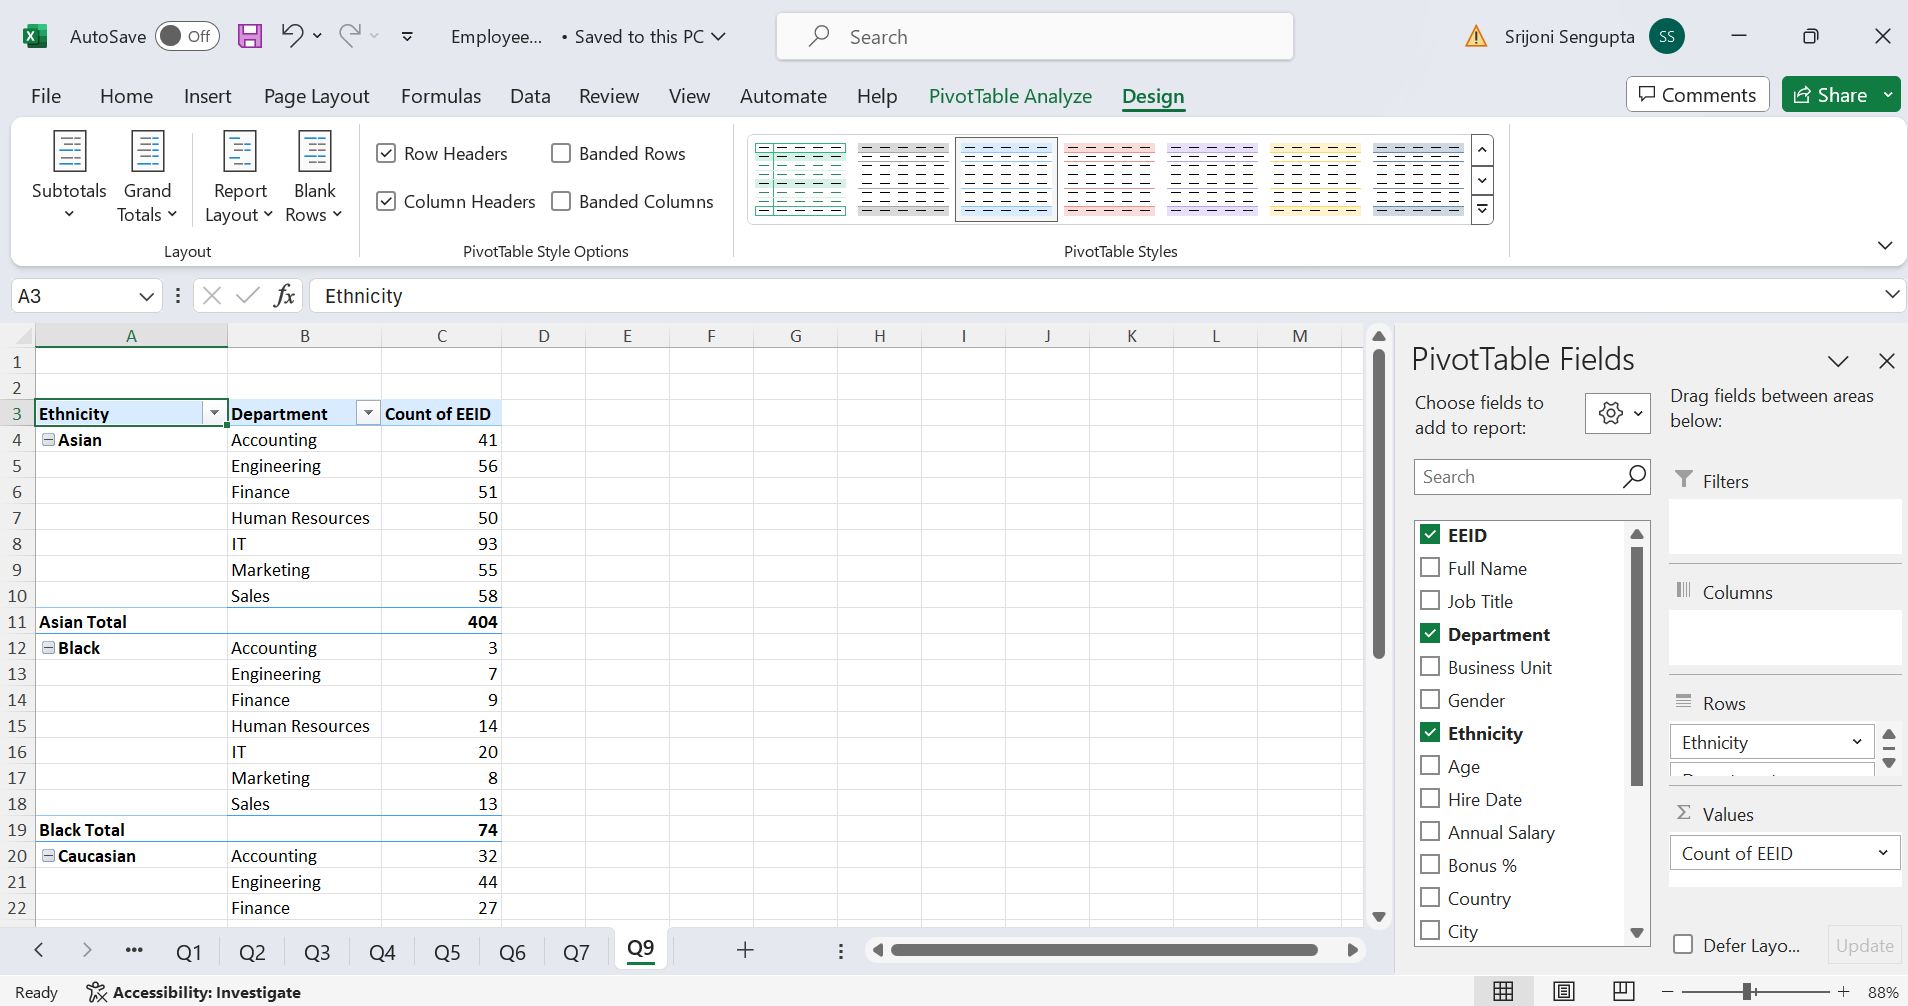 AutoSave Off Employee... • Saved to this PC Search Srijoni Sengupta SS
File Home Insert Page Layout Formulas Data Review View Automate Help PivotTable Analyze Design Comments Share
Subtotals
Grand Totals
Report Layout
Blank Rows
Layout
Row Headers
Column Headers
Banded Rows
Banded Columns
PivotTable Style Options
PivotTable Styles
A3 fx Ethnicity
A B C D E F G H I J K L M
1
2
3 Ethnicity Department Count of EEID
4 Asian Accounting 41
5 Engineering 56
6 Finance 51
7 Human Resources 50
8 IT 93
9 Marketing 55
10 Sales 58
11 Asian Total 404
12 Black Accounting 3
13 Engineering 7
14 Finance 9
15 Human Resources 14
16 IT 20
17 Marketing 8
18 Sales 13
19 Black Total 74
20 Caucasian Accounting 32
21 Engineering 44
22 Finance 27
PivotTable Fields
Choose fields to
add to report:
Search
EEID
Full Name
Job Title
Department
Business Unit
Gender
Ethnicity
Age
Hire Date
Annual Salary
Bonus %
Country
City
Drag fields between areas
below:
Filters
Columns
Rows
Ethnicity
Σ Values
Count of EEID
Defer Layo... Update
Q1 Q2 Q3 Q4 Q5 Q6 Q7 Q9
Ready Accessibility: Investigate 88%